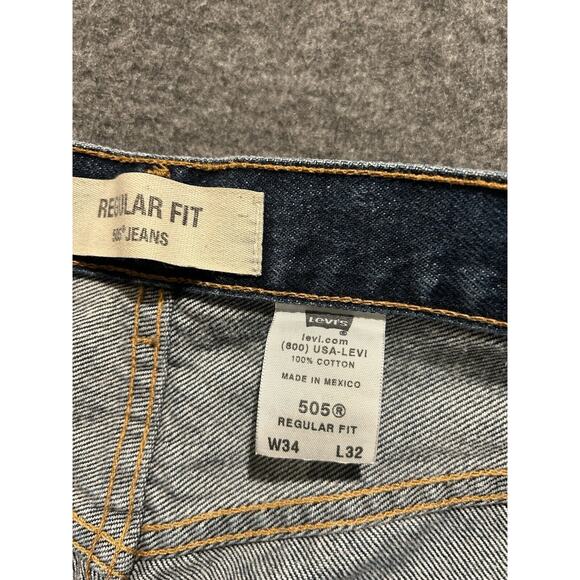 REGULAR FIT
505® JEANS
Levi's
levi.com
(800) USA-LEVI
100% COTTON
MADE IN MEXICO
505®
REGULAR FIT
W34 L32